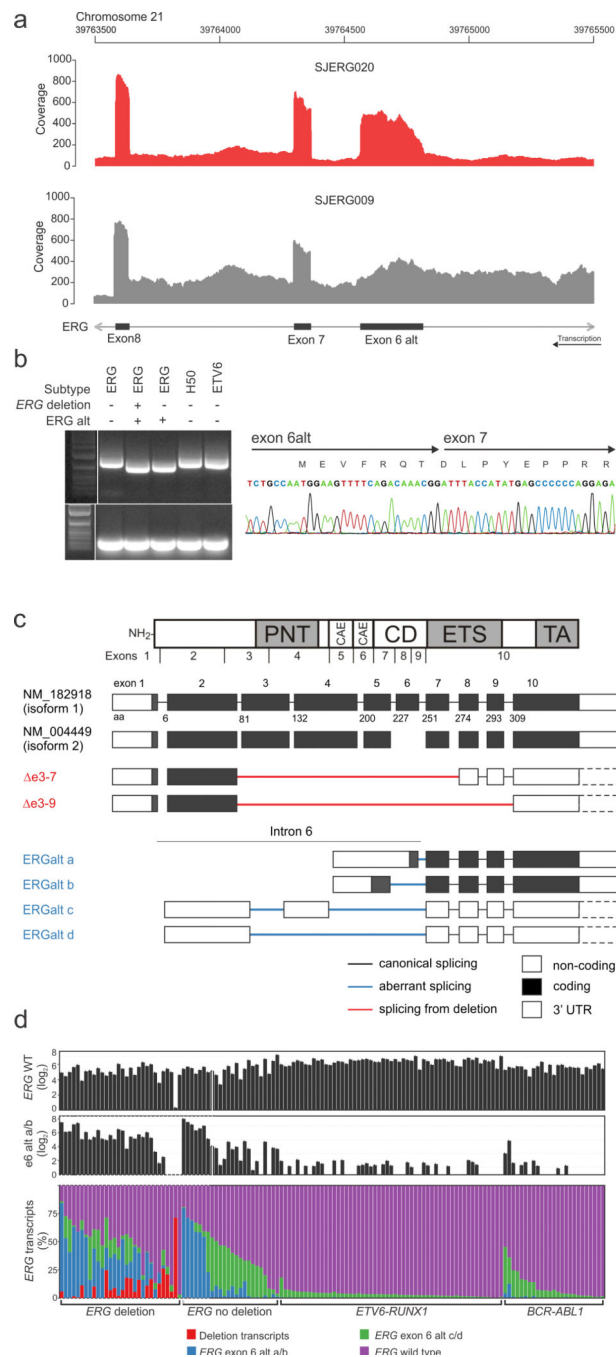 a
Chromosome 21
39763500 39764000 39764500 39765000 39765500
SJERG020
Coverage
1000
800
600
400
200
0
SJERG009
Coverage
1000
800
600
400
200
0
ERG
Exon8 Exon 7 Exon 6 alt
Transcription
b
Subtype ERG ERG ERG H50 ETV6
ERG deletion - + - - -
ERG alt - + + - -
exon 6alt exon 7
M E V F R Q T D L P Y E P P R R
TCTGCCAATGGAAGTTTTCAGACAAACGGATTTACCATATGAGCCCCCCAGGAGA
c
NH2- PNT CAE CAE CD ETS TA
Exons 1 2 3 4 5 6 7 8 9 10
exon 1 2 3 4 5 6 7 8 9 10
NM_182918
(isoform 1)
aa 6 81 132 200 227 251 274 293 309
NM_004449
(isoform 2)
Δe3-7
Δe3-9
Intron 6
ERGalt a
ERGalt b
ERGalt c
ERGalt d
canonical splicing non-coding
aberrant splicing coding
splicing from deletion 3' UTR
d
ERG WT
(log2)
8
6
4
2
0
e6 alt a/b
(log2)
8
6
4
2
0
ERG transcripts
(%)
75
50
25
0
ERG deletion ERG no deletion ETV6-RUNX1 BCR-ABL1
Deletion transcripts ERG exon 6 alt c/d
ERG exon 6 alt a/b ERG wild type